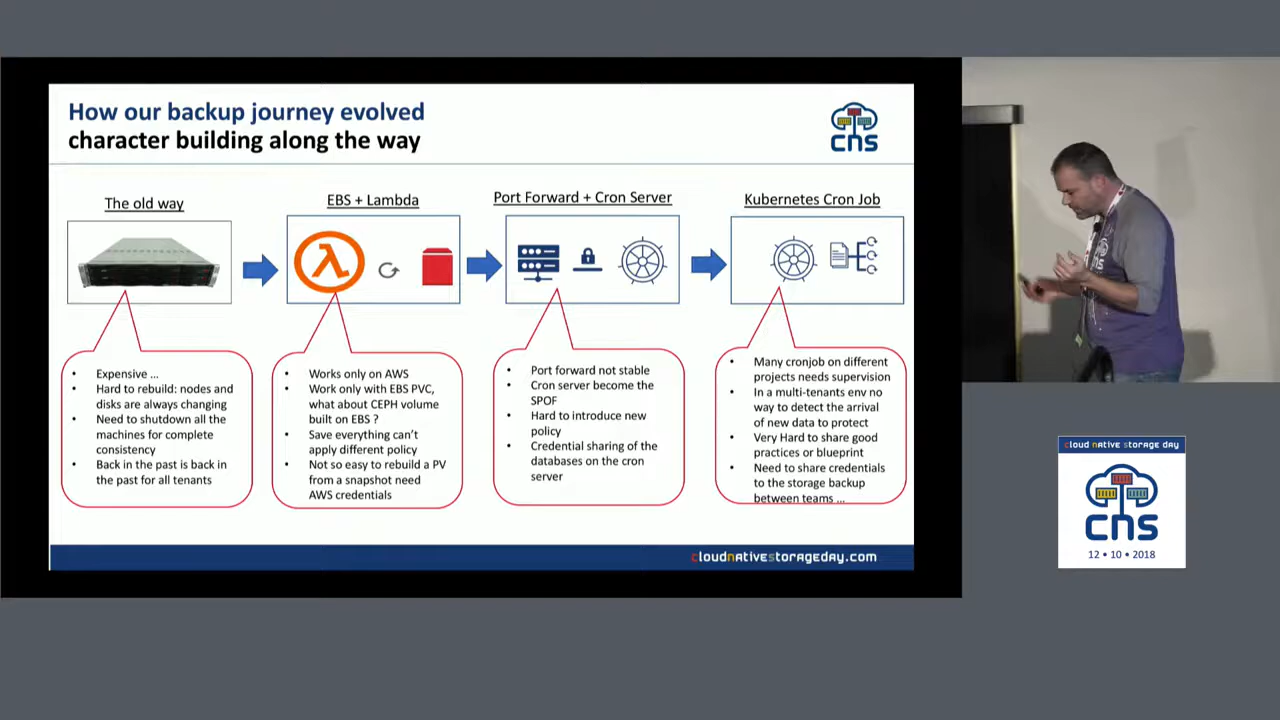 How our backup journey evolved
character building along the way
cns
The old way
EBS + Lambda
Port Forward + Cron Server
Kubernetes Cron Job
• Expensive ...
• Hard to rebuild: nodes and
disks are always changing
• Need to shutdown all the
machines for complete
consistency
• Back in the past is back in
the past for all tenants
• Works only on AWS
• Work only with EBS PVC,
what about CEPH volume
built on EBS ?
• Save everything can't
apply different policy
• Not so easy to rebuild a PV
from a snapshot need
AWS credentials
• Port forward not stable
• Cron server become the
SPOF
• Hard to introduce new
policy
• Credential sharing of the
databases on the cron
server
• Many cronjob on different
projects needs supervision
• In a multi-tenants env no
way to detect the arrival
of new data to protect
• Very Hard to share good
practices or blueprint
• Need to share credentials
to the storage backup
between teams ...
cloudnativestorageday.com
cloud native storage day
cns
12 • 10 • 2018